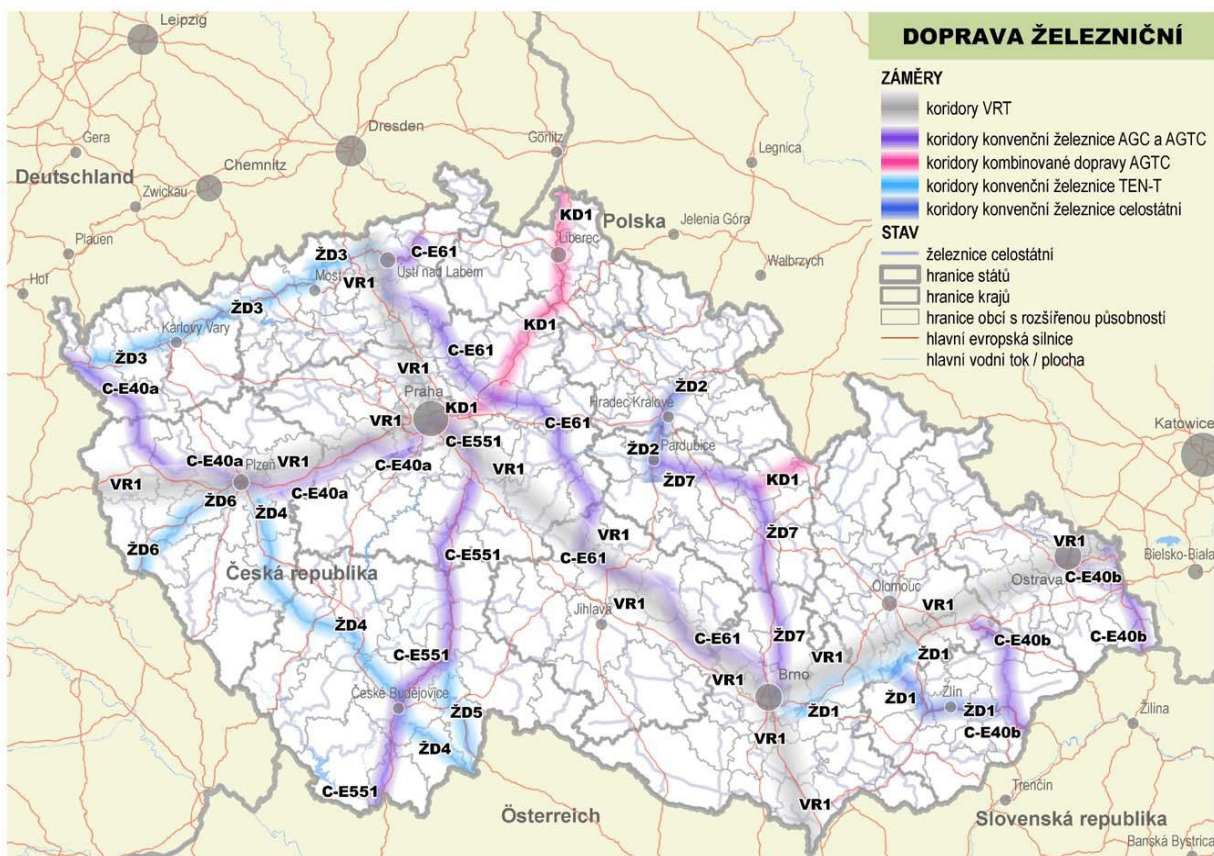 DOPRAVA ŽELEZNIČNÍ
ZÁMĚRY
koridory VRT
koridory konvenční železnice AGC a AGTC
koridory kombinované dopravy AGTC
koridory konvenční železnice TEN-T
koridory konvenční železnice celostátní
STAV
železnice celostátní
hranice států
hranice krajů
hranice obcí s rozšířenou působností
hlavní evropská silnice
hlavní vodní tok / plocha
Leipzig
Dresden
Görlitz
Legnica
Gera
Chemnitz
Deutschland
Zwickau
Plauen
Hof
KD1
Polska
Jelenia Góra
Wałbrzych
Liberec
ŽD3
C-E61
Ústí nad Labem
Most
VR1
ŽD3
Karlovy Vary
ŽD3
KD1
C-E61
VR1
C-E40a
Praha
KD1
VR1
C-E551
C-E61
ŽD2
Hradec Králové
Pardubice
ŽD2
ŽD7
KD1
Katowice
C-E40a
Plzeň
VR1
C-E40a
VR1
VR1
C-E40a
ŽD6
ŽD4
ŽD6
C-E551
VR1
C-E61
ŽD7
VR1
Ostrava
C-E40b
Bielsko-Biała
Česká republika
Jihlava
VR1
Olomouc
VR1
ŽD4
C-E551
C-E61
ŽD7
VR1
ŽD1
C-E40b
C-E40b
VR1
Brno
České Budějovice
ŽD5
ŽD1
ŽD1
Zlín
ŽD1
C-E40b
Žilina
ŽD4
VR1
C-E551
VR1
Österreich
Trenčín
Slovenská republika
Banská Bystrica